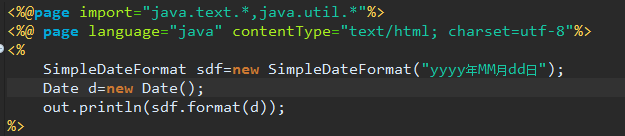 <%@page import="java.text.*,java.util.*"%>
<%@ page language="java" contentType="text/html; charset=utf-8"%>
<%
    SimpleDateFormat sdf=new SimpleDateFormat("yyyy年MM月dd日");
    Date d=new Date();
    out.println(sdf.format(d));
%>